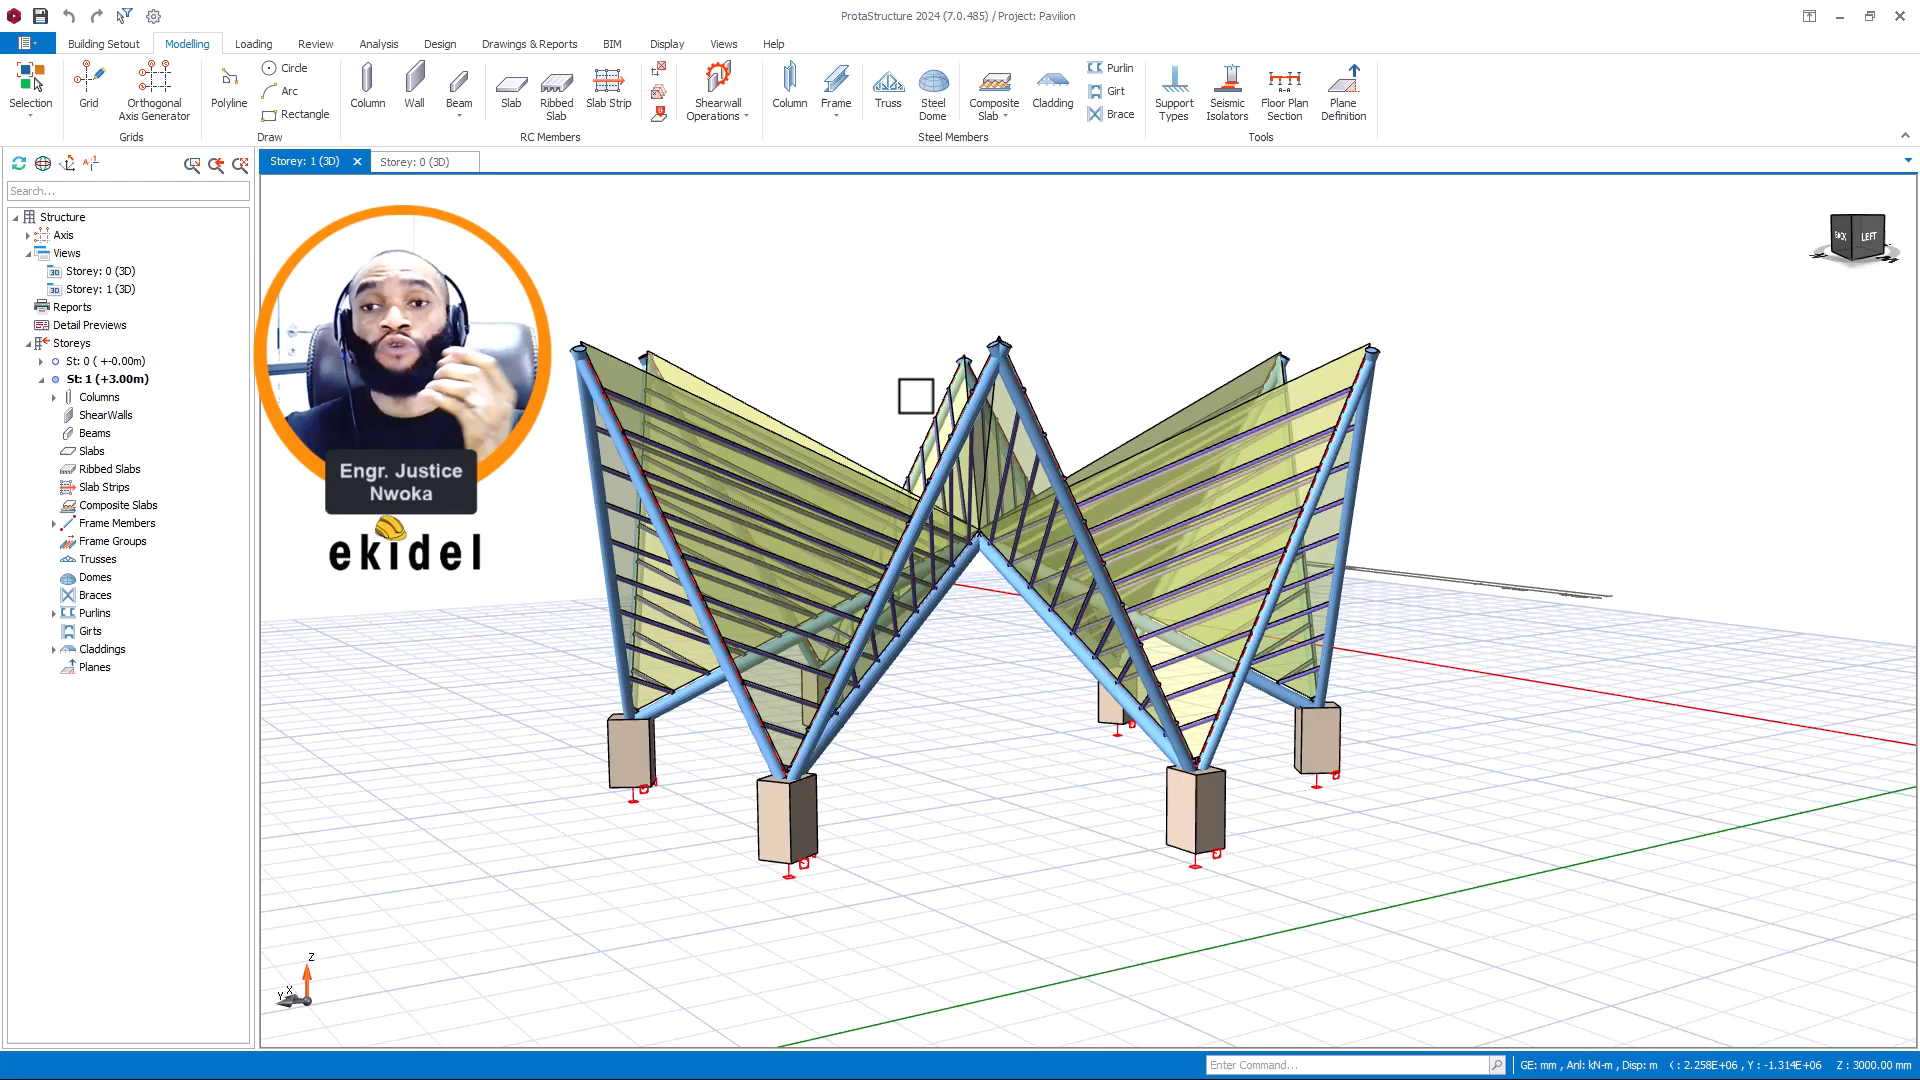 ProtaStructure 2024 (7.0.485) / Project: Pavilion
Building Setout Modelling Loading Review Analysis Design Drawings & Reports BIM Display Views Help
Selection
Grid
Orthogonal
Axis Generator
Grids
Polyline
Circle
Arc
Rectangle
Draw
Column
Wall
Beam
Slab
Ribbed
Slab
Slab Strip
Shearwall
Operations
RC Members
Column
Frame
Truss
Steel
Dome
Composite
Slab
Cladding
Purlin
Girt
Brace
Steel Members
Support
Types
Seismic
Isolators
Floor Plan
Section
Plane
Definition
Tools
Storey: 1 (3D)
Storey: 0 (3D)
Search...
Structure
Axis
Views
Storey: 0 (3D)
Storey: 1 (3D)
Reports
Detail Previews
Storeys
St: 0 ( +-0.00m)
St: 1 (+3.00m)
Columns
ShearWalls
Beams
Slabs
Ribbed Slabs
Slab Strips
Composite Slabs
Frame Members
Frame Groups
Trusses
Domes
Braces
Purlins
Girts
Claddings
Planes
Engr. Justice
Nwoka
ekidel
BACK LEFT
Z
Y X
Enter Command...
GE: mm , Anl: kN-m , Disp: m
: 2.258E+06 , Y : -1.314E+06 Z : 3000.00 mm